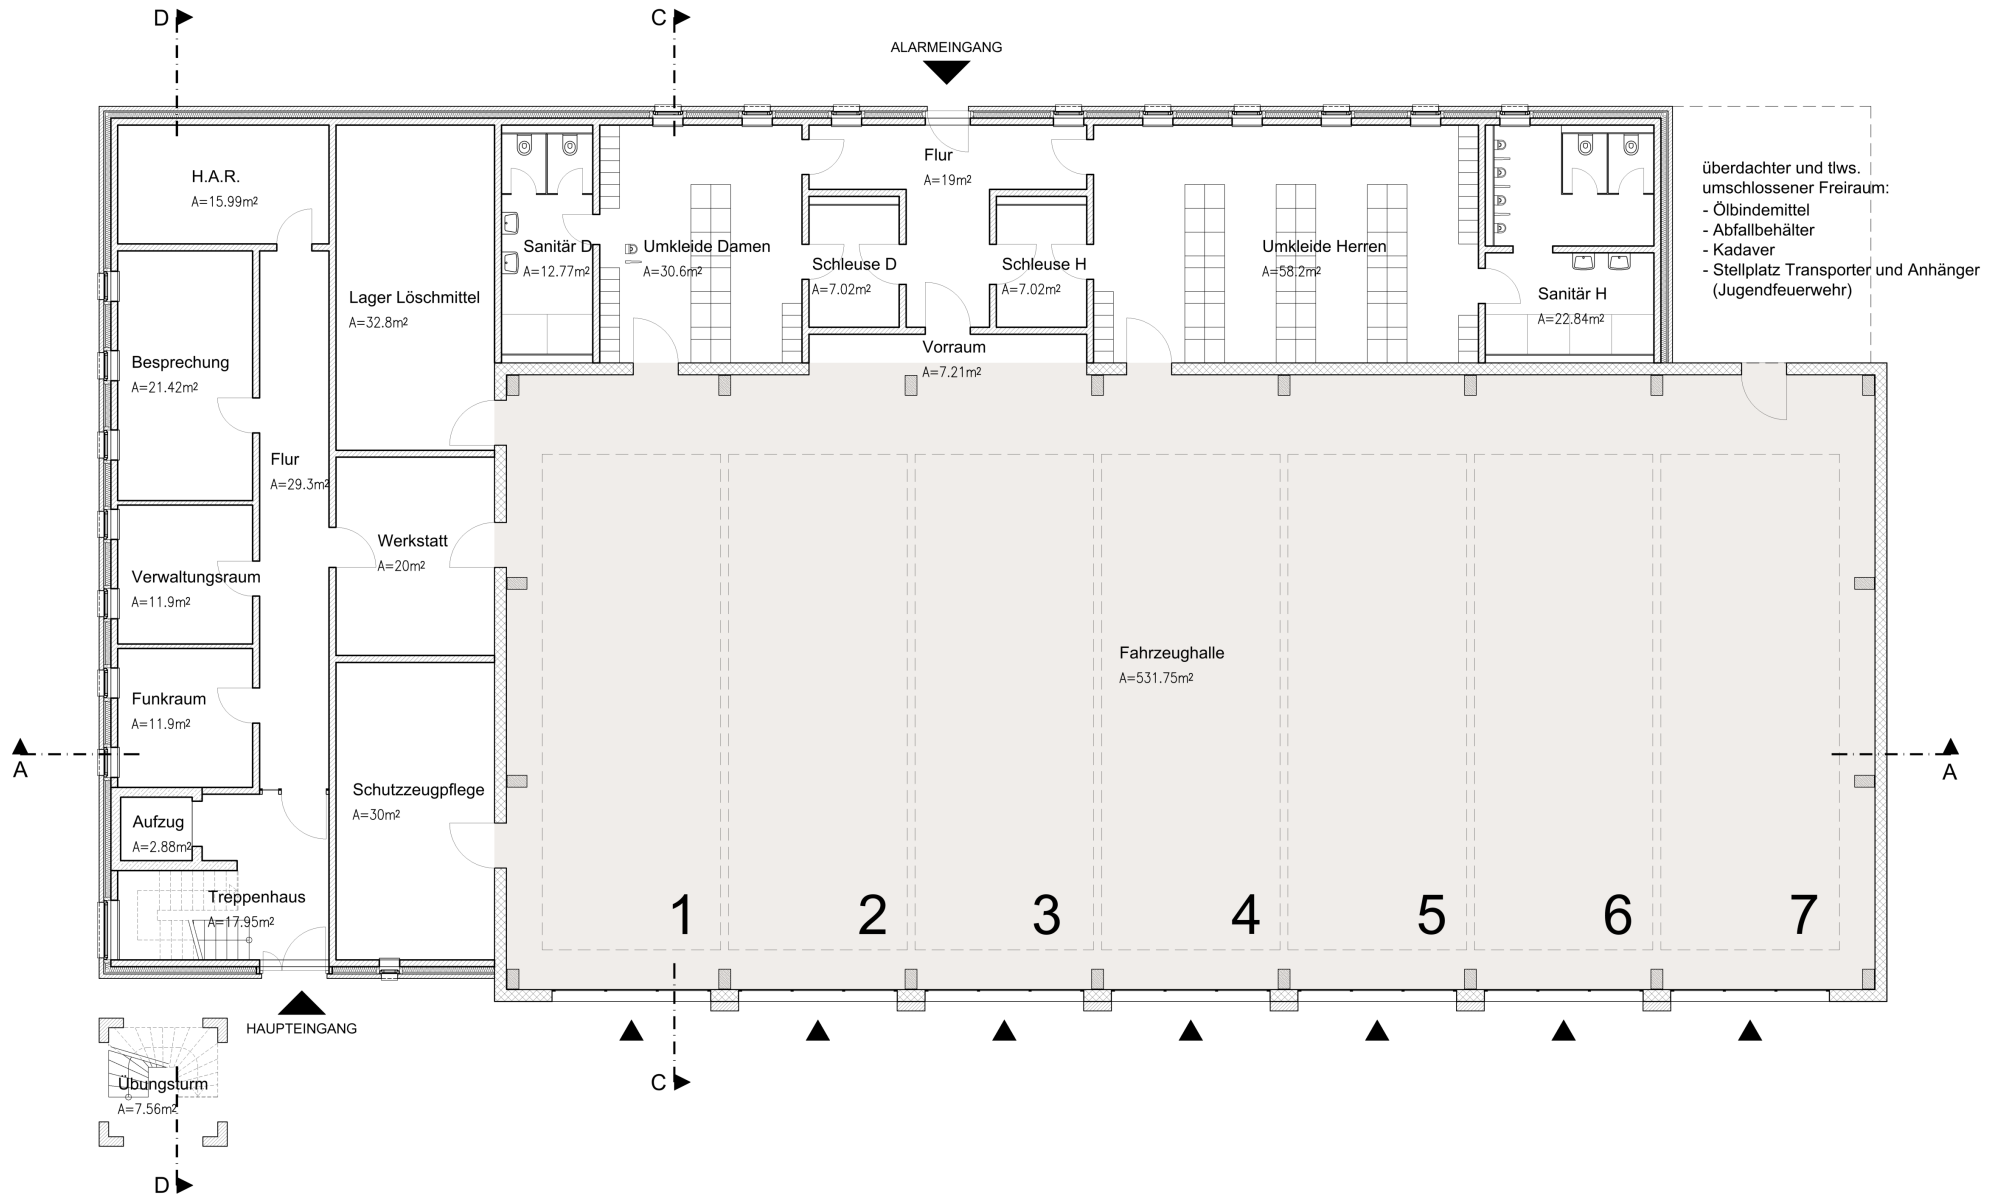 D
C
ALARMEINGANG
H.A.R.
A=15.99m²
Lager Löschmittel
A=32.8m²
Sanitär D
A=12.77m²
Umkleide Damen
A=30.6m²
Flur
A=19m²
Schleuse D
A=7.02m²
Schleuse H
A=7.02m²
Vorraum
A=7.21m²
Umkleide Herren
A=58.2m²
Sanitär H
A=22.84m²
überdachter und tlws.
umschlossener Freiraum:
- Ölbindemittel
- Abfallbehälter
- Kadaver
- Stellplatz Transporter und Anhänger
(Jugendfeuerwehr)
Besprechung
A=21.42m²
Flur
A=29.3m²
Werkstatt
A=20m²
Verwaltungsraum
A=11.9m²
Funkraum
A=11.9m²
Fahrzeughalle
A=531.75m²
A
A
Schutzzeugpflege
A=30m²
Aufzug
A=2.88m²
Treppenhaus
A=17.95m²
1
2
3
4
5
6
7
HAUPTEINGANG
Übungsturm
A=7.56m²
C
D